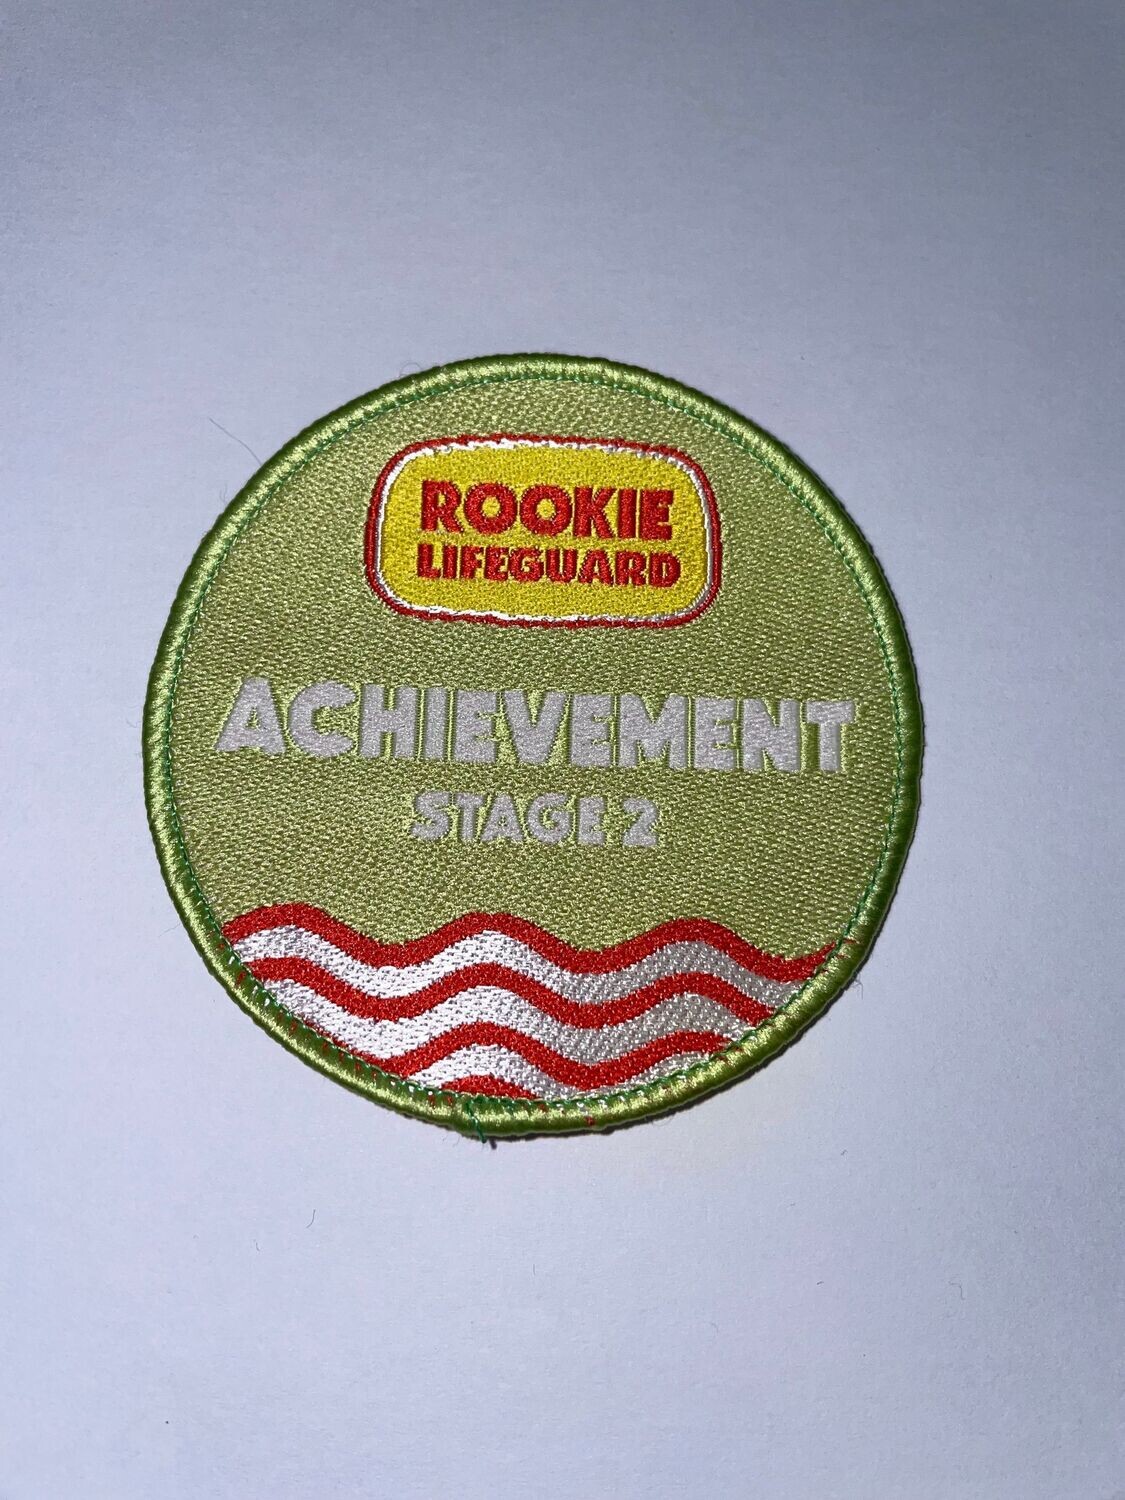 ROOKIE
LIFEGUARD
ACHIEVEMENT
STAGE 2